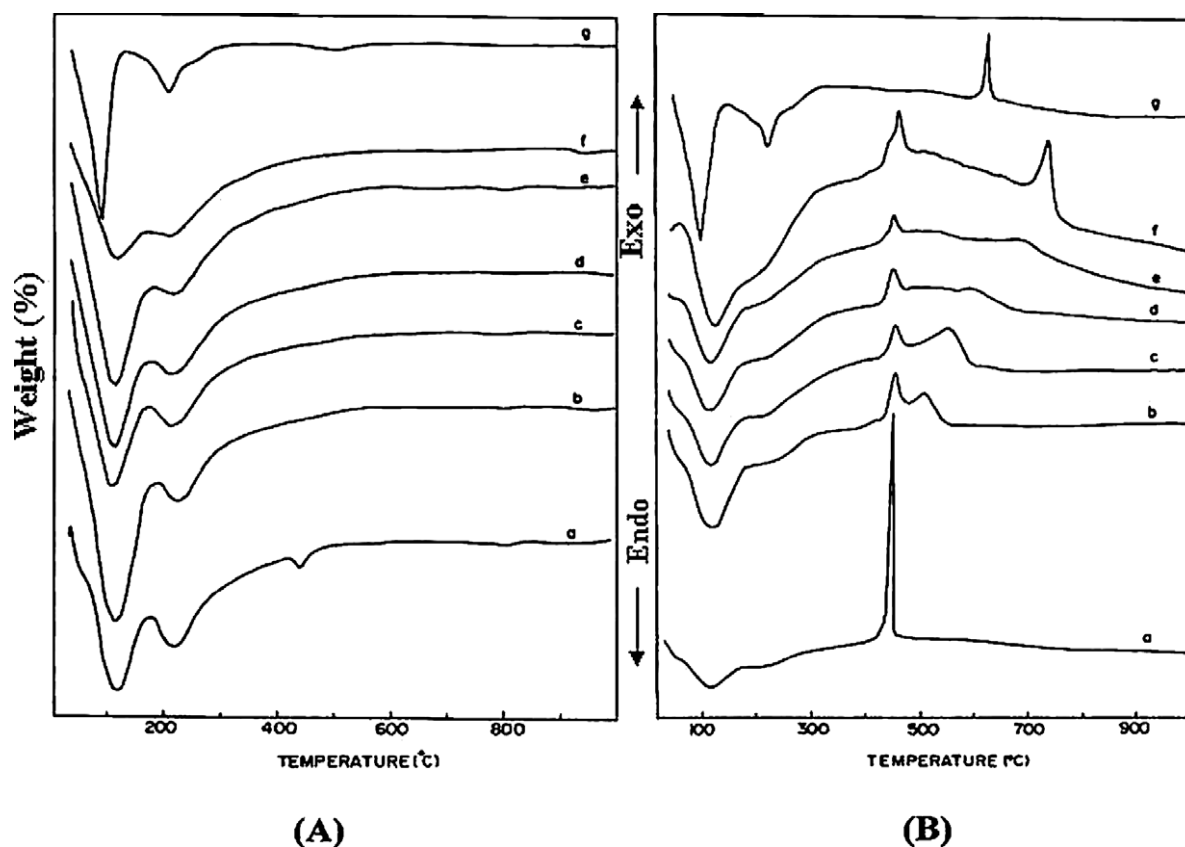 Weight (%)
g
f
e
d
c
b
a
200
400
600
800
TEMPERATURE(°C)
(A)
Exo
Endo
g
f
e
d
c
b
a
100
300
500
700
900
TEMPERATURE (°C)
(B)